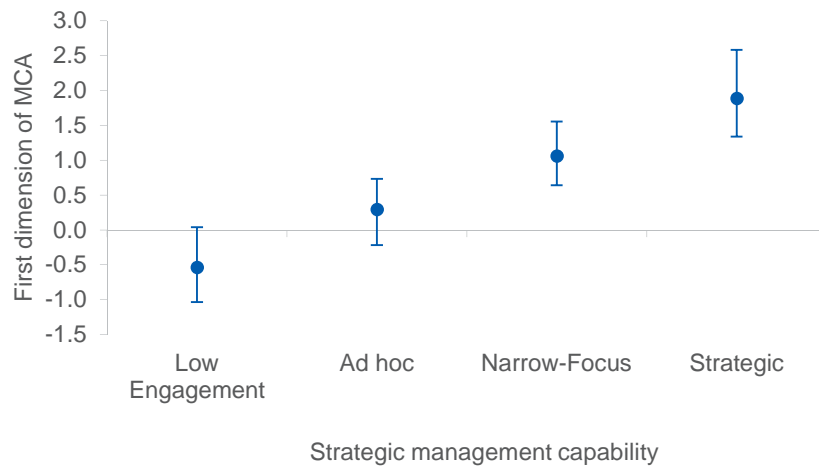 3.0
2.5
2.0
1.5
1.0
0.5
0.0
-0.5
-1.0
-1.5
First dimension of MCA
Low
Engagement
Ad hoc
Narrow-Focus
Strategic
Strategic management capability